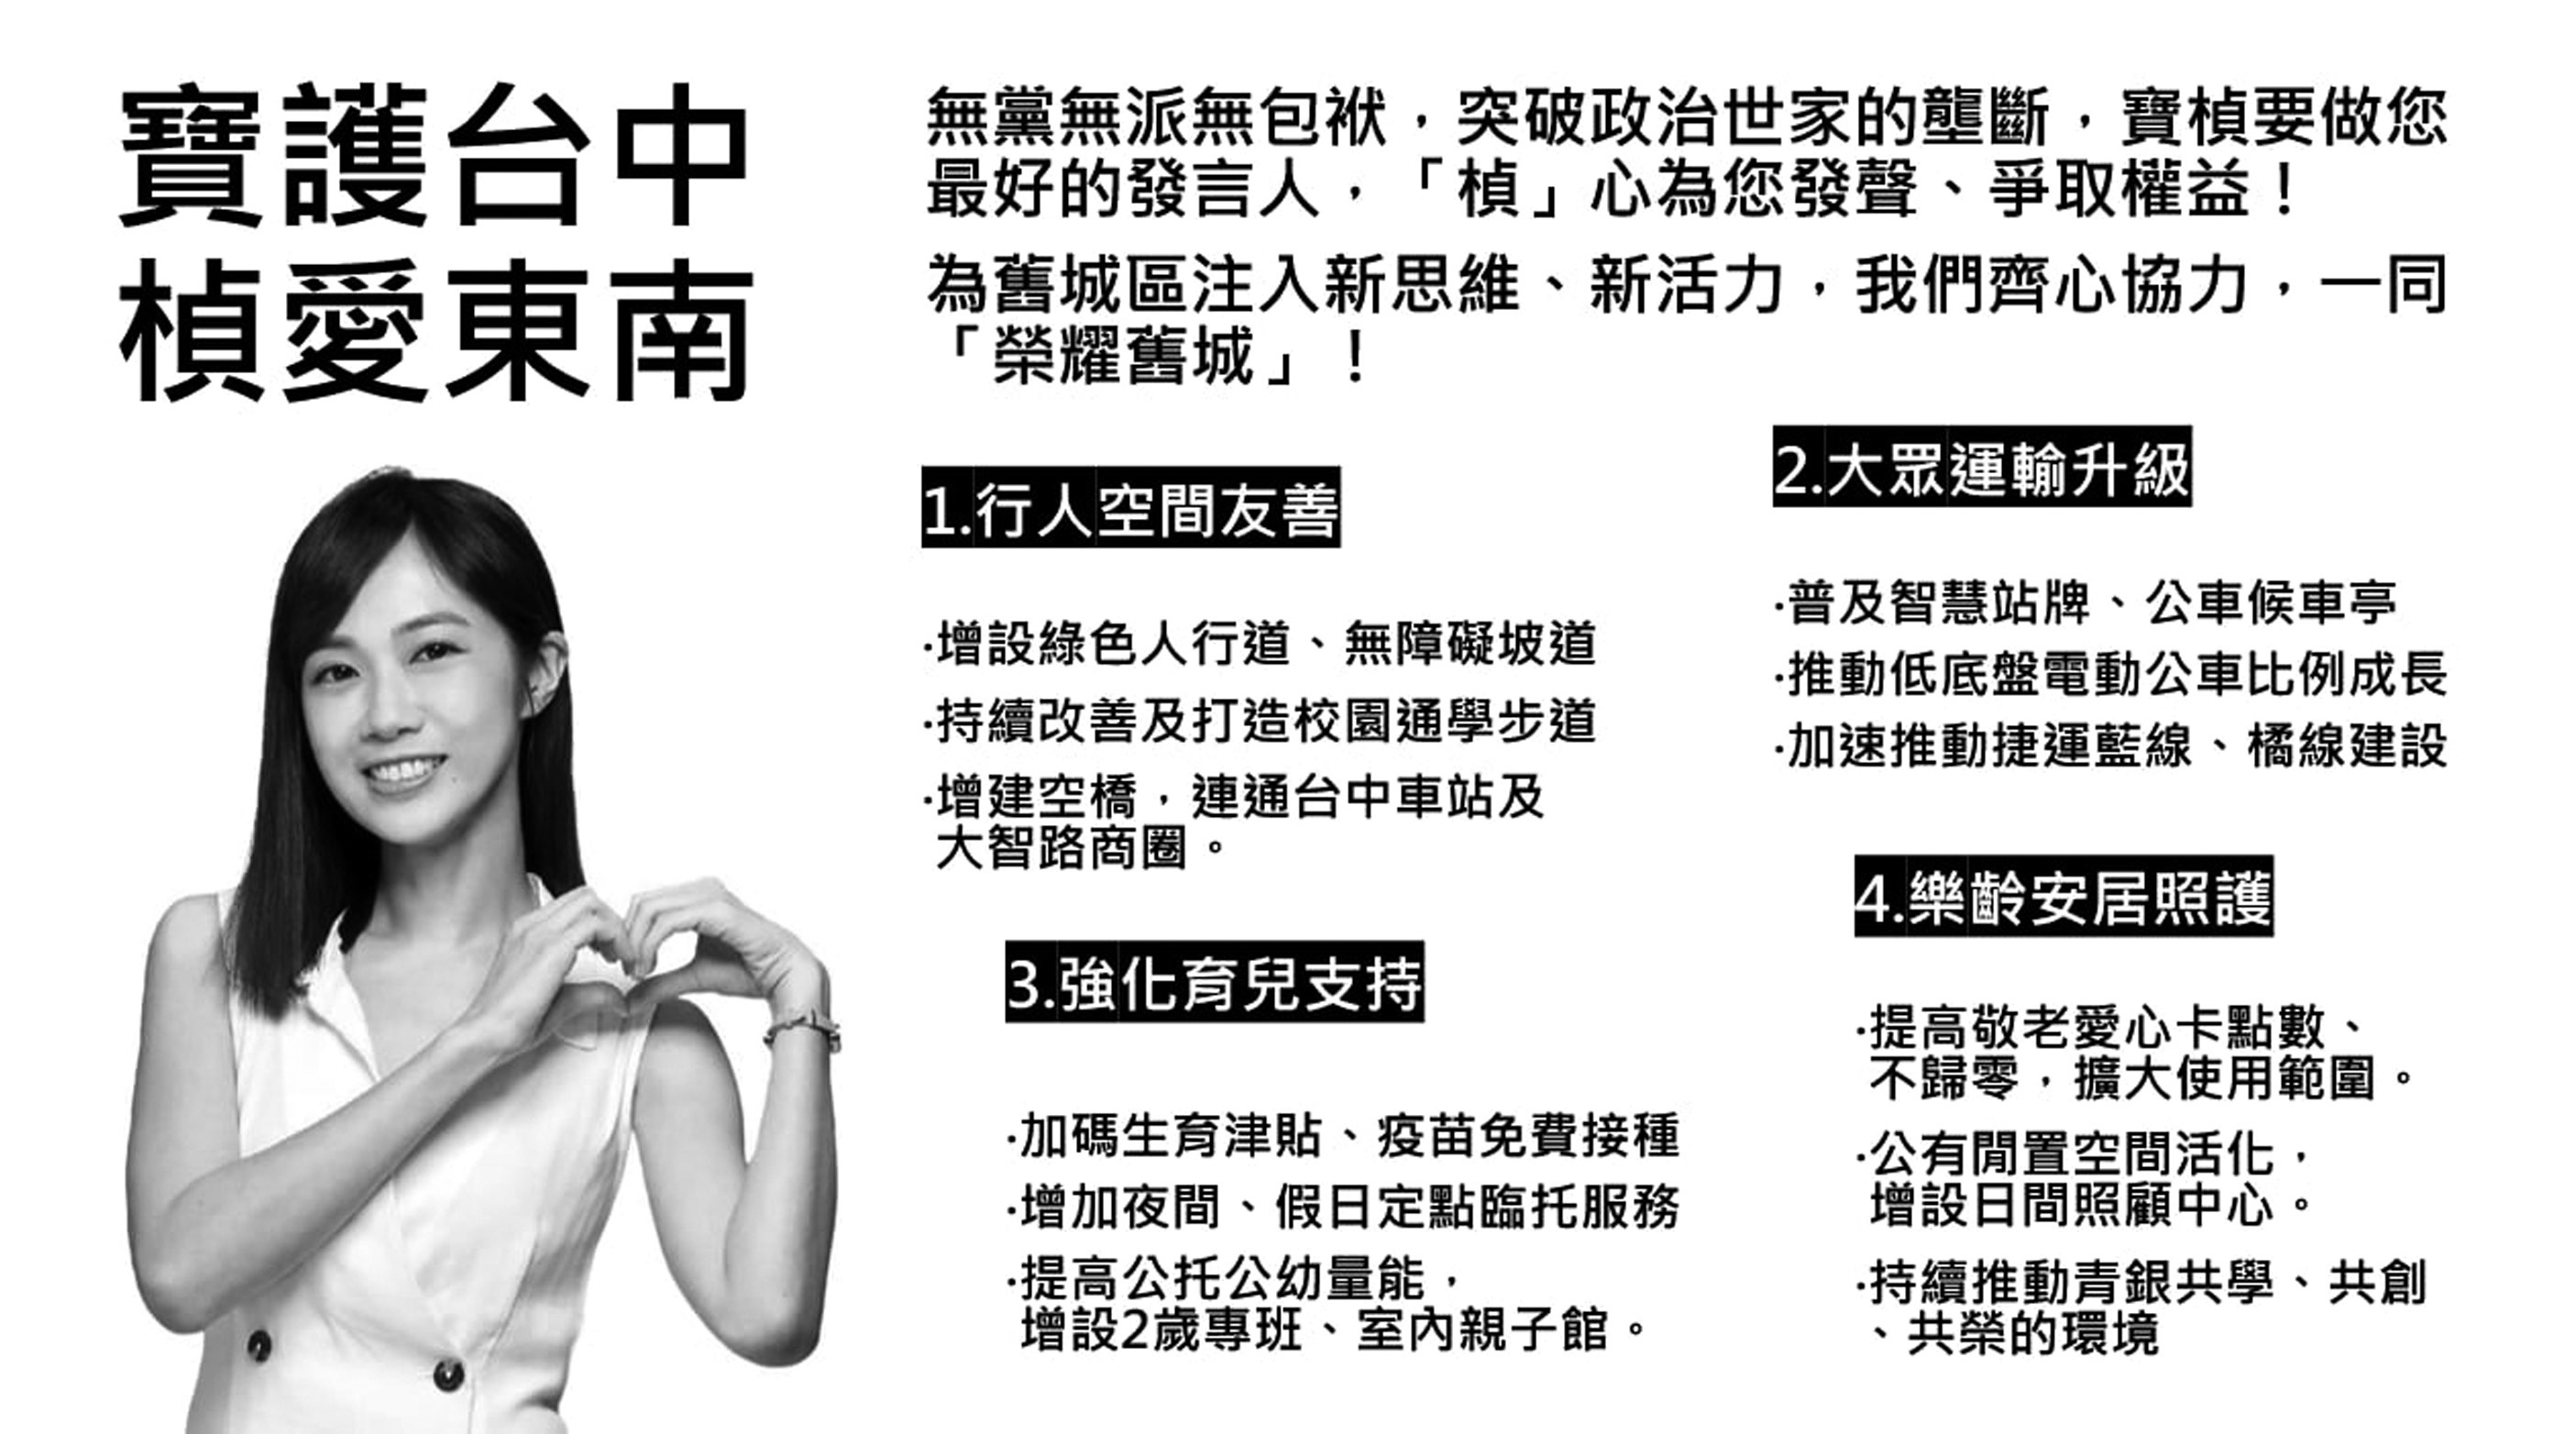 寶護台中
楨愛東南
無黨無派無包袱，突破政治世家的壟斷，寶楨要做您
最好的發言人，「楨」心為您發聲、爭取權益！
為舊城區注入新思維、新活力，我們齊心協力，一同
「榮耀舊城」！
1.行人空間友善
·增設綠色人行道、無障礙坡道
·持續改善及打造校園通學步道
·增建空橋，連通台中車站及
大智路商圈。
2.大眾運輸升級
·普及智慧站牌、公車候車亭
·推動低底盤電動公車比例成長
·加速推動捷運藍線、橘線建設
3.強化育兒支持
·加碼生育津貼、疫苗免費接種
·增加夜間、假日定點臨托服務
·提高公托公幼量能，
增設2歲專班、室內親子館。
4.樂齡安居照護
·提高敬老愛心卡點數、
不歸零，擴大使用範圍。
·公有閒置空間活化，
增設日間照顧中心。
·持續推動青銀共學、共創
、共榮的環境